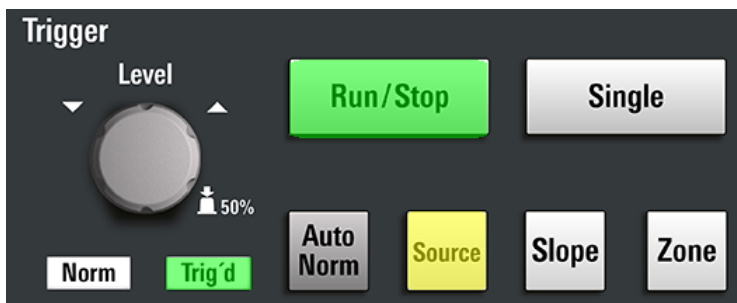 Trigger
Level
Run/Stop
Single
50%
Auto
Norm
Source
Slope
Zone
Norm
Trig´d